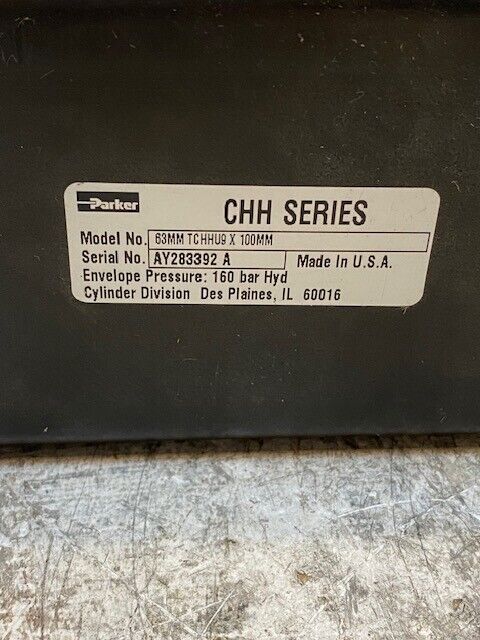 Parker
CHH SERIES
Model No. 63MM TCHHU9 X 100MM
Serial No. AY283392 A Made In U.S.A.
Envelope Pressure: 160 bar Hyd
Cylinder Division Des Plaines, IL 60016